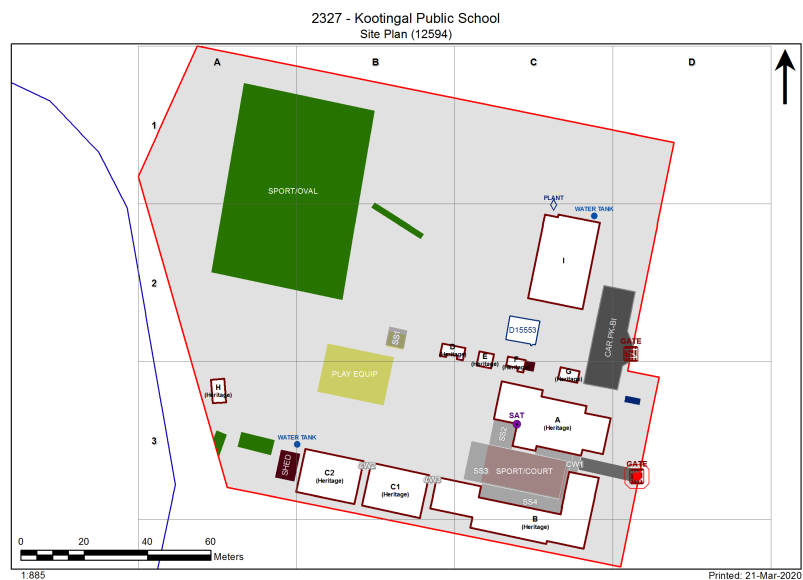 2327 - Kootingal Public School
Site Plan (12594)
A
B
C
D
1
SPORT/OVAL
PLANT
WATER TANK
I
2
D15553
SS1
CAR.PK-BI
GATE
D
(Heritage)
E
(Heritage)
F
(Heritage)
G
(Heritage)
PLAY EQUIP
H
(Heritage)
SAT
A
(Heritage)
SS2
3
WATER TANK
SHED
C2
(Heritage)
C1
(Heritage)
SS3
SPORT/COURT
CW1
GATE
SS4
B
(Heritage)
0
20
40
60
Meters
1:885
Printed: 21-Mar-2020